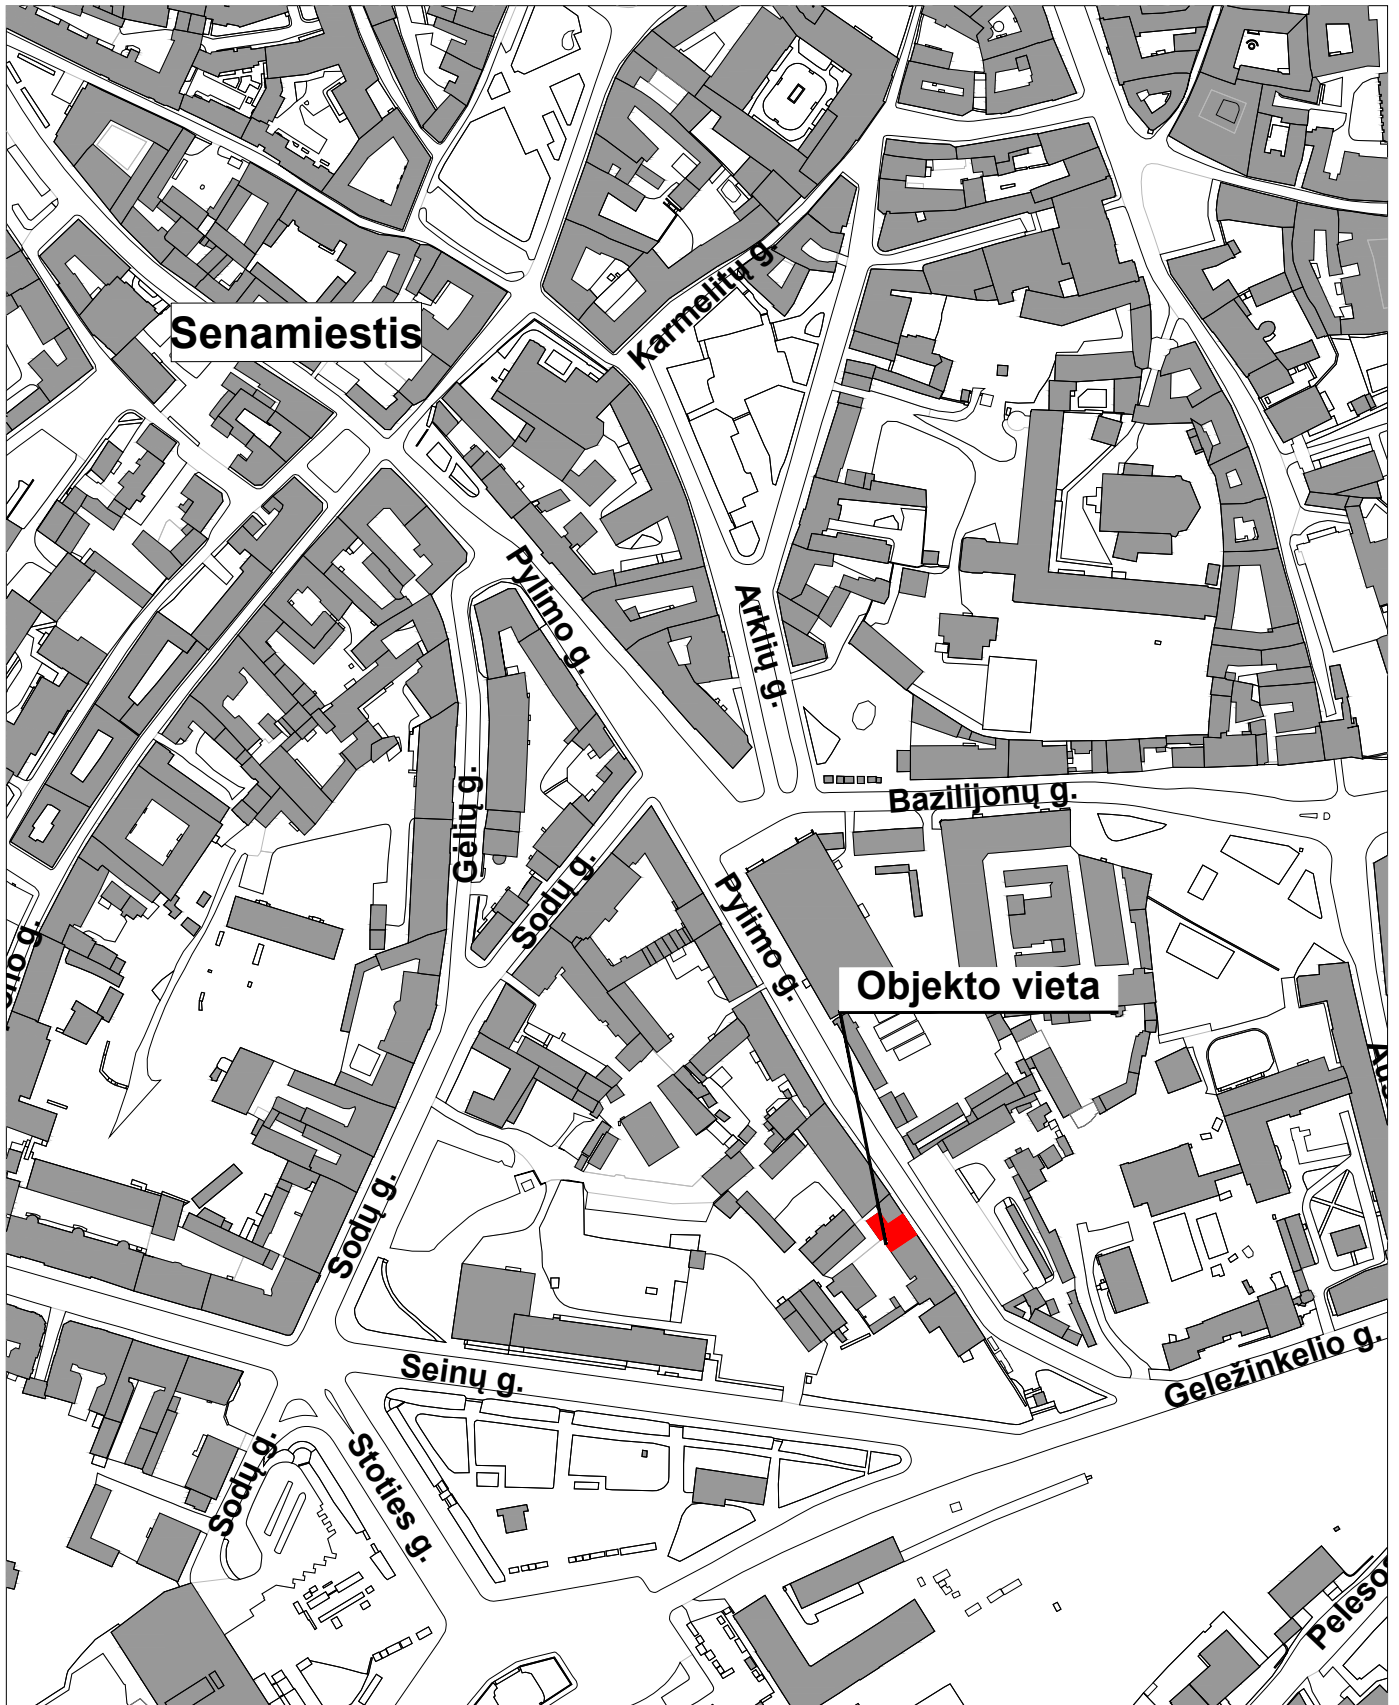 Karmelitų g.
Senamiestis
Pylimo g.
Arklių g.
Gėlių g.
Bazilijonų g.
Sodų g.
Pylimo g.
Objekto vieta
Sodų g.
Seinų g.
Geležinkelio g.
Sodų g.
Stoties g.